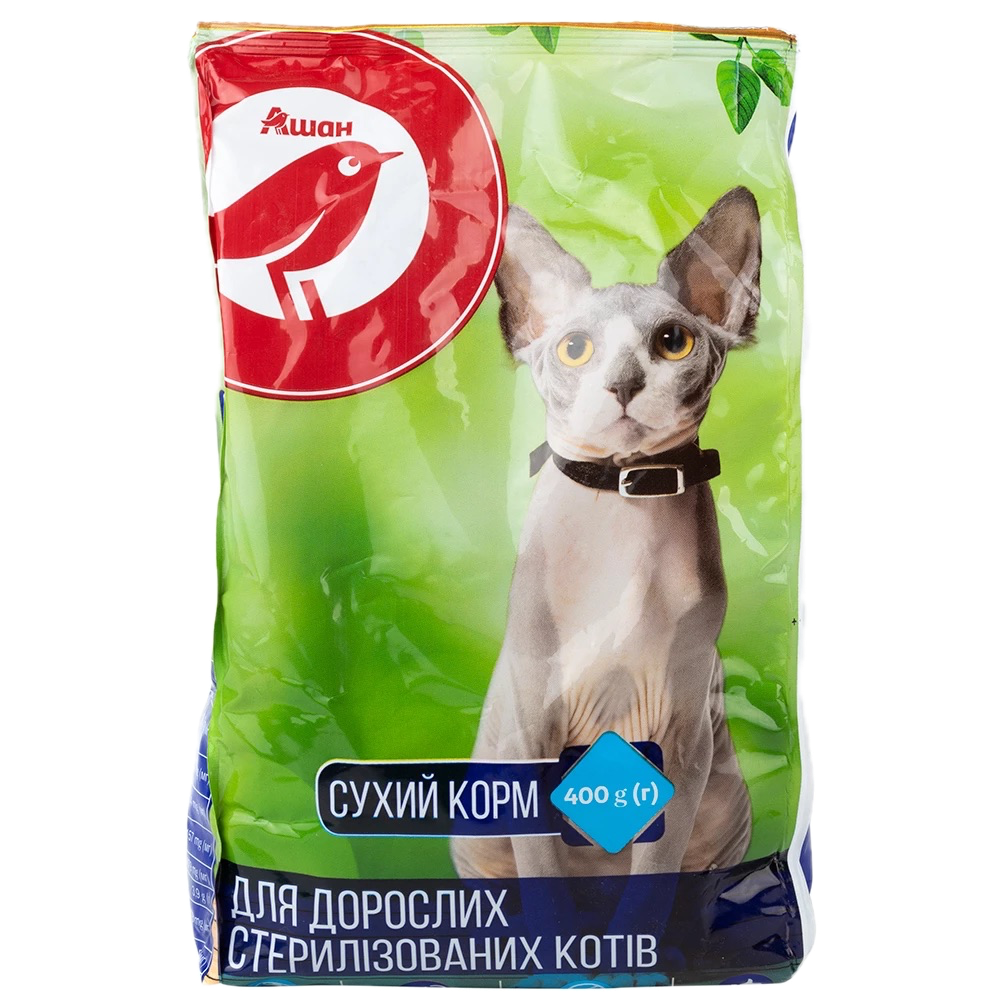 Ашан
СУХИЙ КОРМ
400 g (г)
ДЛЯ ДОРОСЛИХ
СТЕРИЛІЗОВАНИХ КОТІВ